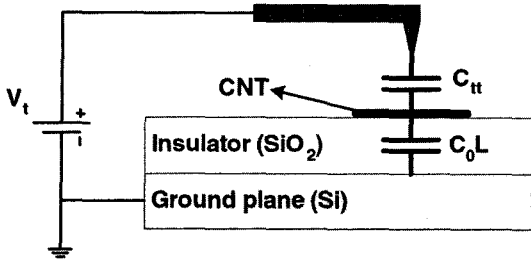 C_tt
CNT
V_t
+
Insulator (SiO_2)
C_0L
Ground plane (Si)